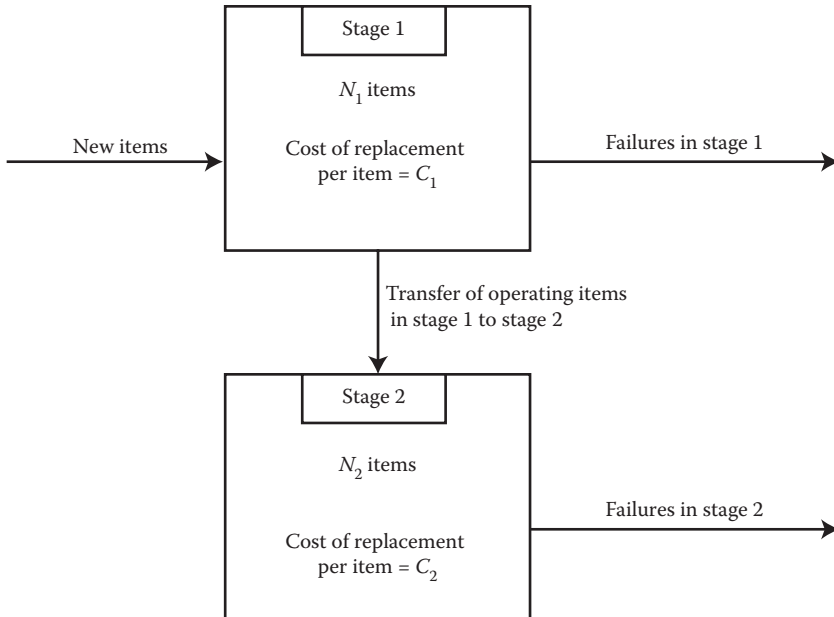 Stage 1
N₁ items
New items
Cost of replacement
per item = C₁
Failures in stage 1
Transfer of operating items
in stage 1 to stage 2
Stage 2
N₂ items
Failures in stage 2
Cost of replacement
per item = C₂